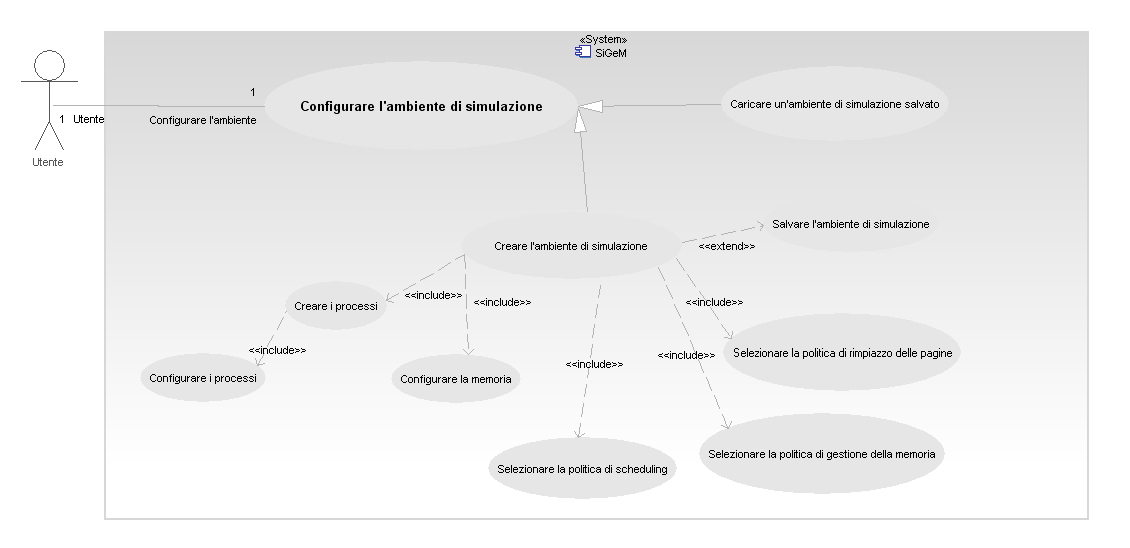 «System»
SiGeM
1
Configurare l'ambiente di simulazione
Caricare un'ambiente di simulazione salvato
1 Utente
Configurare l'ambiente
Utente
Salvare l'ambiente di simulazione
Creare l'ambiente di simulazione
<<extend>>
<<include>>
<<include>>
<<include>>
Creare i processi
<<include>>
<<include>>
Selezionare la politica di rimpiazzo delle pagine
<<include>>
Configurare i processi
Configurare la memoria
Selezionare la politica di gestione della memoria
Selezionare la politica di scheduling